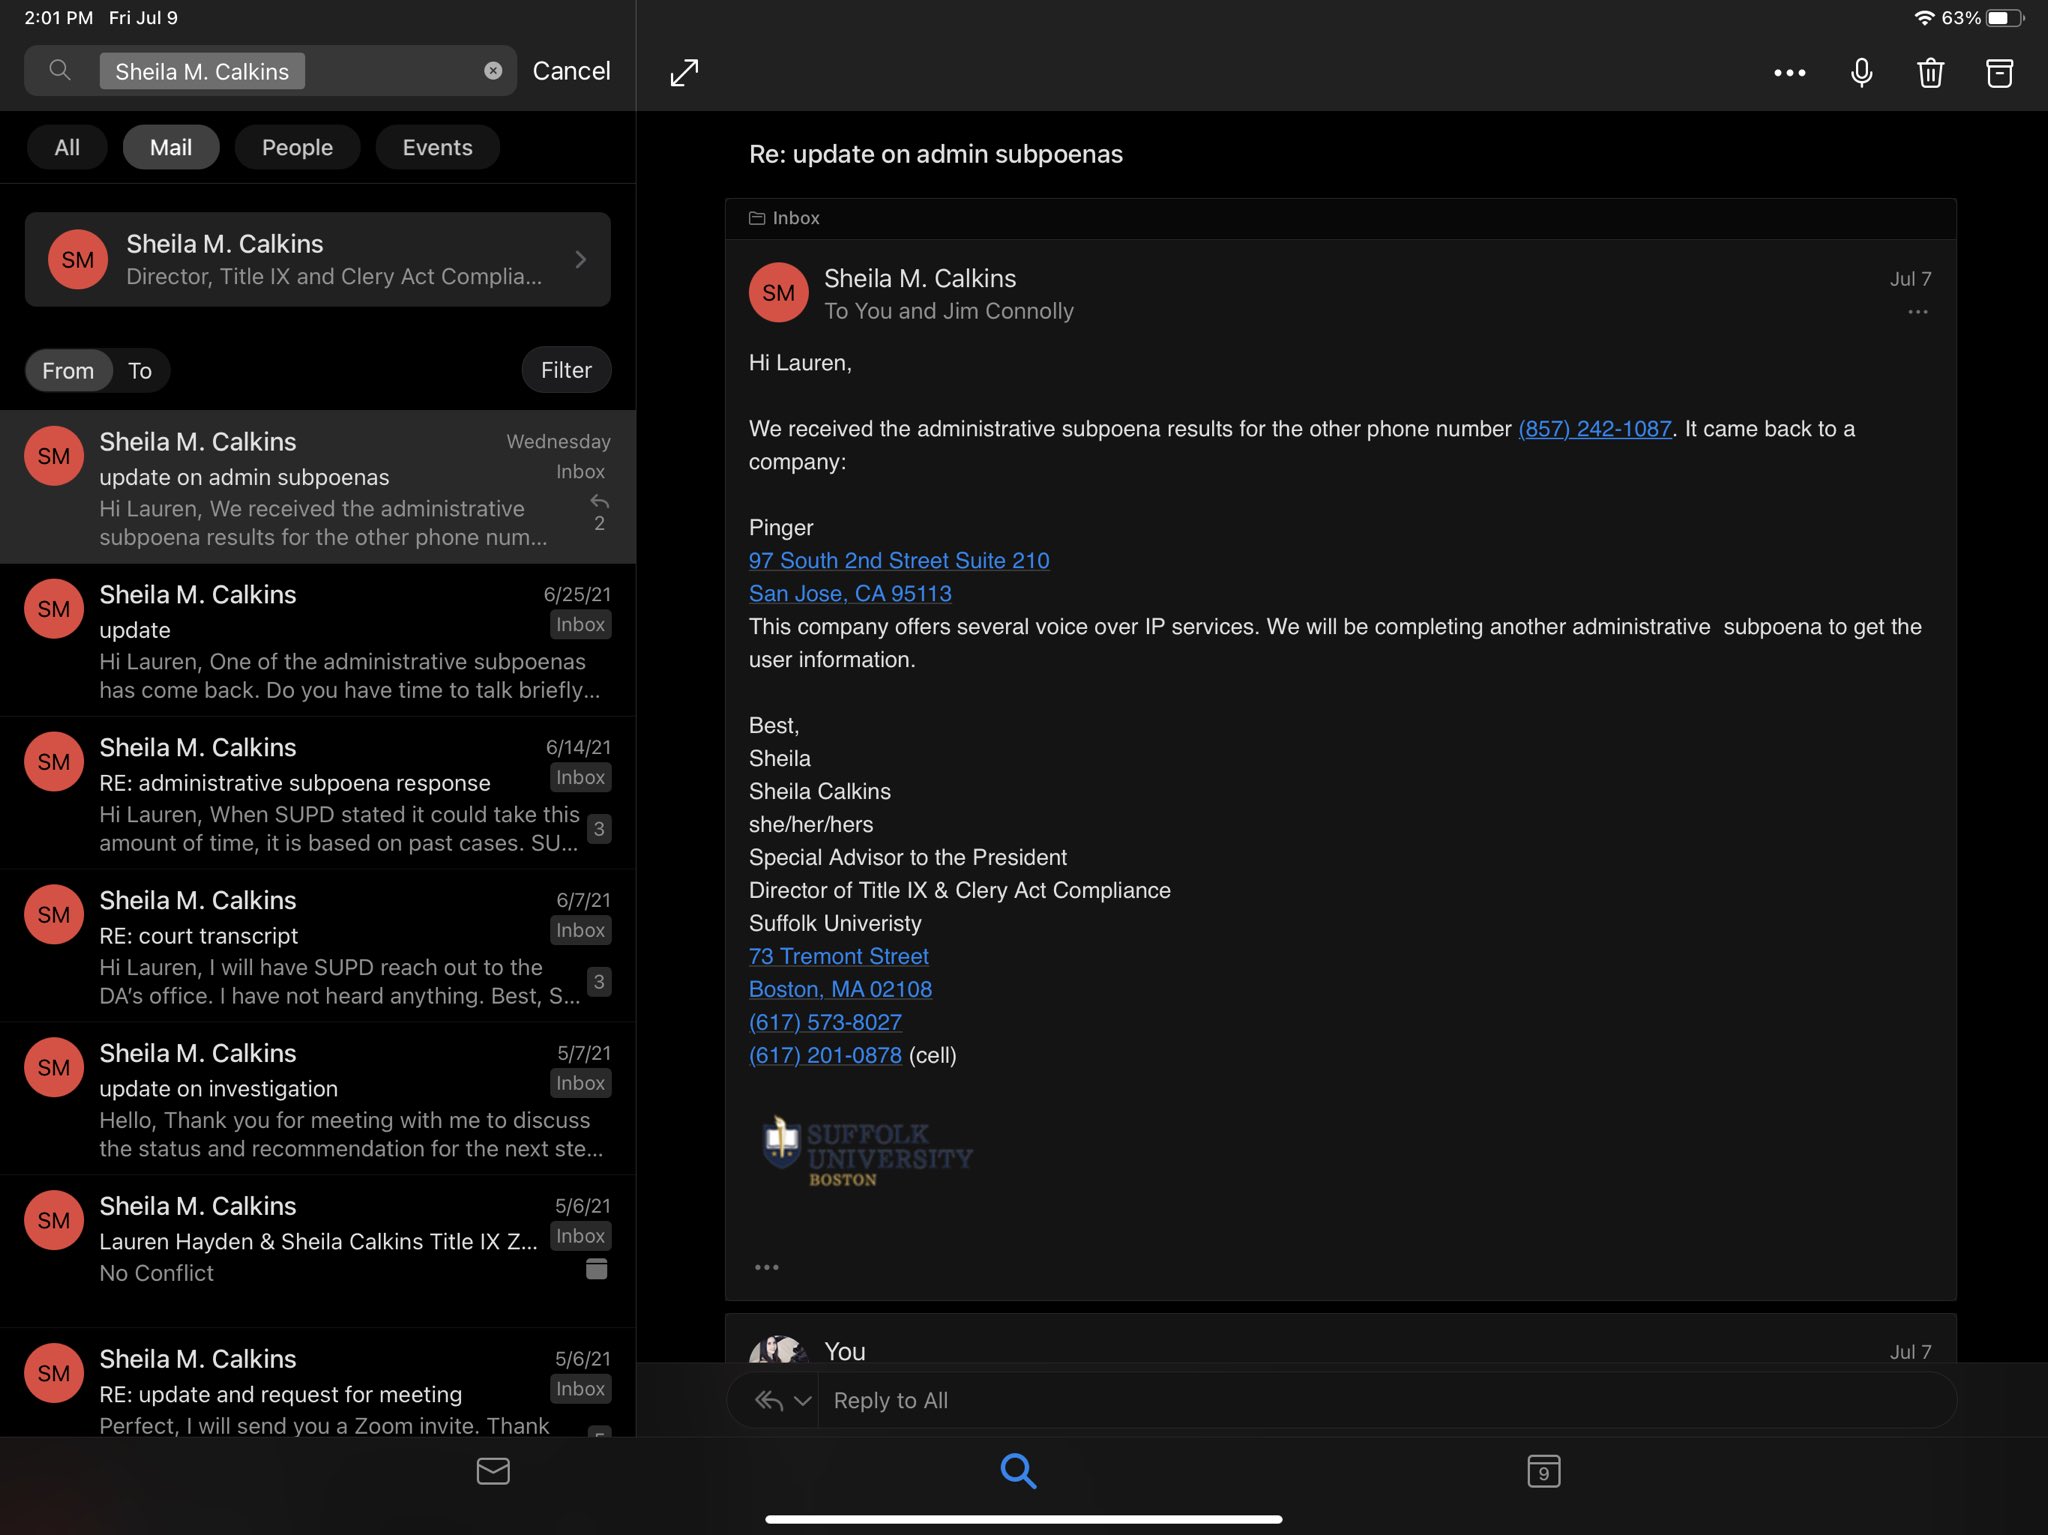 2:01 PM Fri Jul 9
63%
Sheila M. Calkins
Cancel
All
Mail
People
Events
SM
Sheila M. Calkins
Director, Title IX and Clery Act Complia...
From
To
Filter
SM
Sheila M. Calkins
Wednesday
update on admin subpoenas
Inbox
Hi Lauren, We received the administrative
subpoena results for the other phone num...
2
SM
Sheila M. Calkins
6/25/21
update
Inbox
Hi Lauren, One of the administrative subpoenas
has come back. Do you have time to talk briefly...
SM
Sheila M. Calkins
6/14/21
RE: administrative subpoena response
Inbox
Hi Lauren, When SUPD stated it could take this
amount of time, it is based on past cases. SU...
3
SM
Sheila M. Calkins
6/7/21
RE: court transcript
Inbox
Hi Lauren, I will have SUPD reach out to the
DA's office. I have not heard anything. Best, S...
3
SM
Sheila M. Calkins
5/7/21
update on investigation
Inbox
Hello, Thank you for meeting with me to discuss
the status and recommendation for the next ste...
SM
Sheila M. Calkins
5/6/21
Lauren Hayden & Sheila Calkins Title IX Z...
Inbox
No Conflict
SM
Sheila M. Calkins
5/6/21
RE: update and request for meeting
Inbox
Perfect, I will send you a Zoom invite. Thank
Re: update on admin subpoenas
Inbox
SM
Sheila M. Calkins
Jul 7
To You and Jim Connolly
Hi Lauren,
We received the administrative subpoena results for the other phone number (857) 242-1087. It came back to a
company:
Pinger
97 South 2nd Street Suite 210
San Jose, CA 95113
This company offers several voice over IP services. We will be completing another administrative  subpoena to get the
user information.
Best,
Sheila
Sheila Calkins
she/her/hers
Special Advisor to the President
Director of Title IX & Clery Act Compliance
Suffolk Univeristy
73 Tremont Street
Boston, MA 02108
(617) 573-8027
(617) 201-0878 (cell)
SUFFOLK
UNIVERSITY
BOSTON
You
Jul 7
Reply to All
9